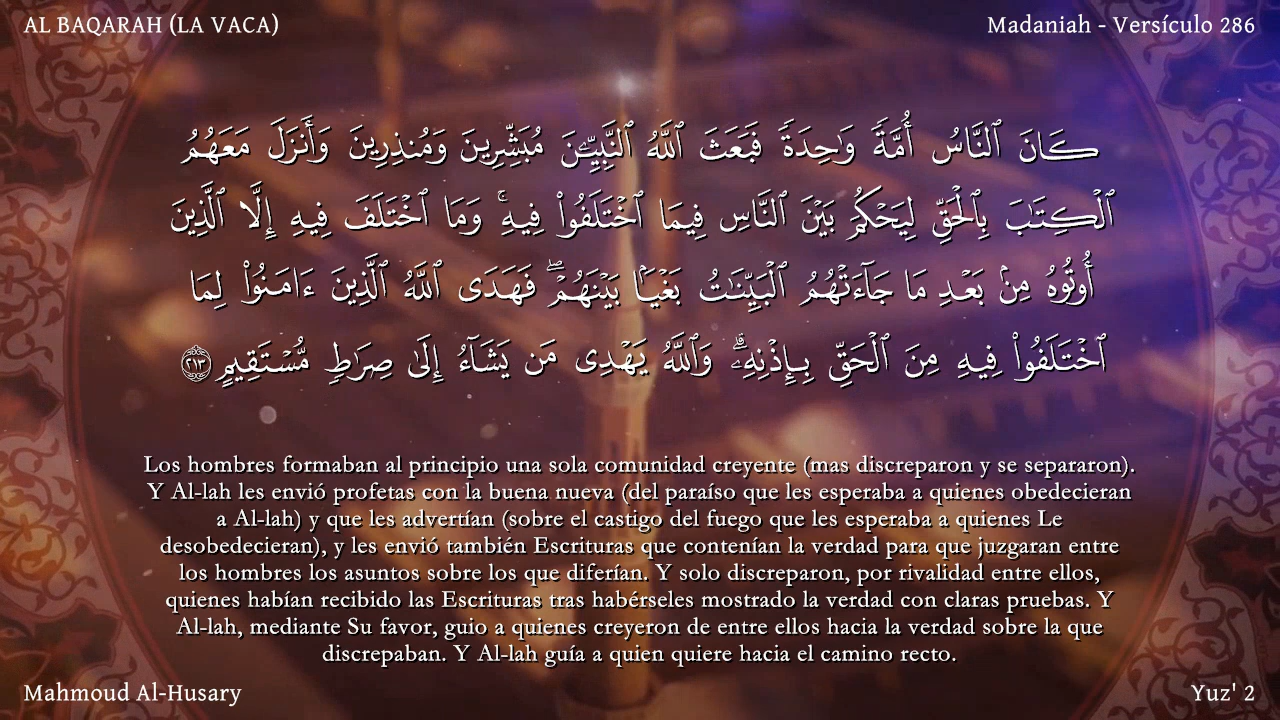 AL BAQARAH (LA VACA)
Madaniah - Versículo 286
كَانَ ٱلنَّاسُ أُمَّةً وَٰحِدَةً فَبَعَثَ ٱللَّهُ ٱلنَّبِيِّـۧنَ مُبَشِّرِينَ وَمُنذِرِينَ وَأَنزَلَ مَعَهُمُ
ٱلْكِتَـٰبَ بِٱلْحَقِّ لِيَحْكُمَ بَيْنَ ٱلنَّاسِ فِيمَا ٱخْتَلَفُوا۟ فِيهِ ۚ وَمَا ٱخْتَلَفَ فِيهِ إِلَّا ٱلَّذِينَ
أُوتُوهُ مِنۢ بَعْدِ مَا جَآءَتْهُمُ ٱلْبَيِّنَـٰتُ بَغْيًۢا بَيْنَهُمْ ۖ فَهَدَى ٱللَّهُ ٱلَّذِينَ ءَامَنُوا۟ لِمَا
ٱخْتَلَفُوا۟ فِيهِ مِنَ ٱلْحَقِّ بِإِذْنِهِۦ ۗ وَٱللَّهُ يَهْدِى مَن يَشَآءُ إِلَىٰ صِرَٰطٍ مُّسْتَقِيمٍ ٢١٣
Los hombres formaban al principio una sola comunidad creyente (mas discreparon y se separaron).
Y Al-lah les envió profetas con la buena nueva (del paraíso que les esperaba a quienes obedecieran
a Al-lah) y que les advertían (sobre el castigo del fuego que les esperaba a quienes Le
desobedecieran), y les envió también Escrituras que contenían la verdad para que juzgaran entre
los hombres los asuntos sobre los que diferían. Y solo discreparon, por rivalidad entre ellos,
quienes habían recibido las Escrituras tras habérseles mostrado la verdad con claras pruebas. Y
Al-lah, mediante Su favor, guio a quienes creyeron de entre ellos hacia la verdad sobre la que
discrepaban. Y Al-lah guía a quien quiere hacia el camino recto.
Mahmoud Al-Husary
Yuz' 2